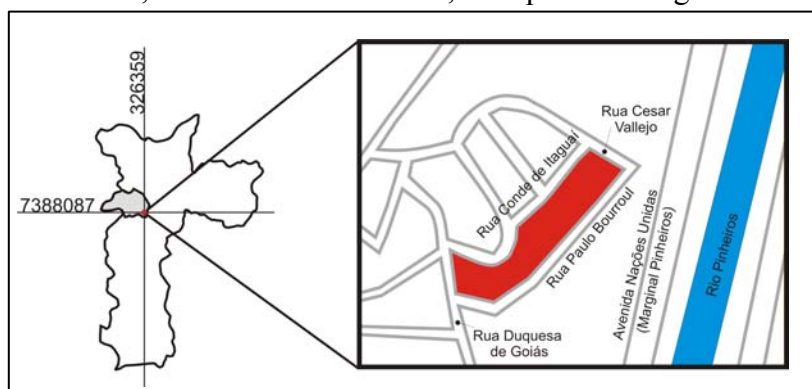 326359
7388087
Rua Cesar
Vallejo
Rua Conde de Itaguaí
Rua Paulo Bourroul
Avenida Nações Unidas
(Marginal Pinheiros)
Rio Pinheiros
Rua Duquesa
de Goiás